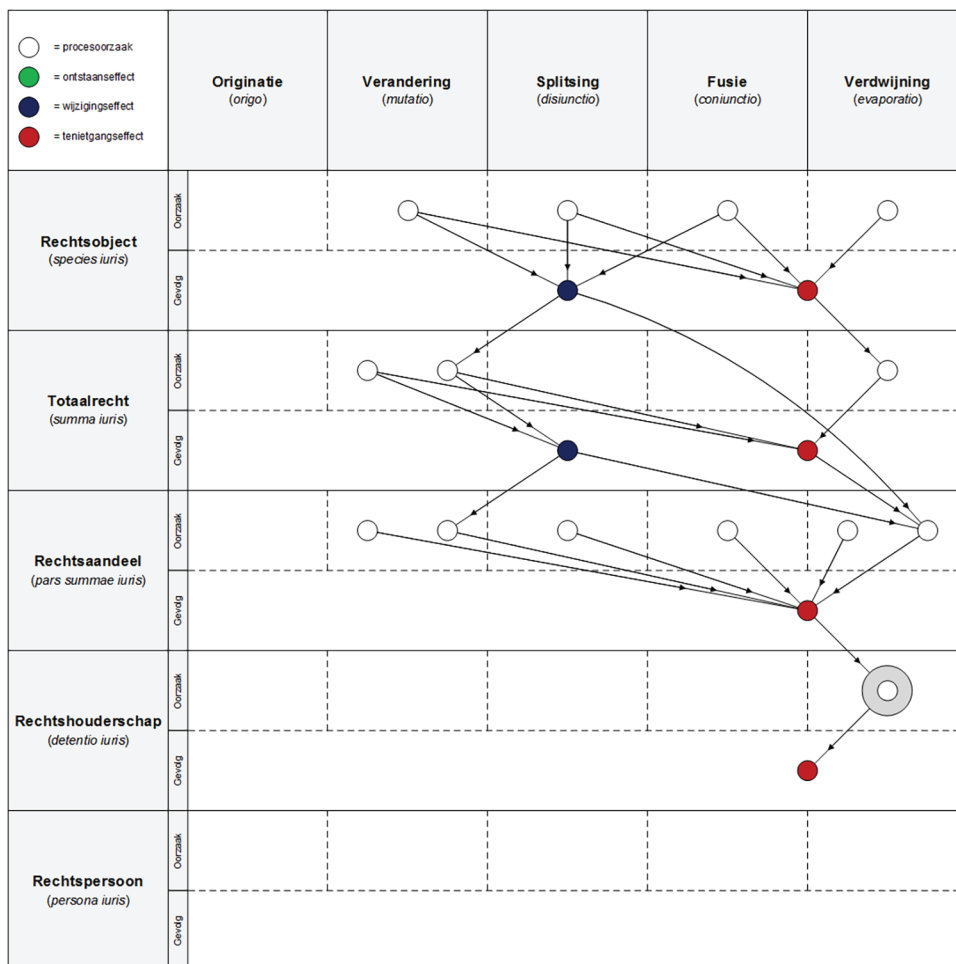 = procesoorzaak
= ontstaanseffect
= wijzigingseffect
= tenietgangseffect
Originatie
(origo)
Verandering
(mutatio)
Splitsing
(disiunctio)
Fusie
(coniunctio)
Verdwijning
(evaporatio)
Rechtsobject
(species iuris)
Oorzaak
Gevolg
Totaalrecht
(summa iuris)
Oorzaak
Gevolg
Rechtsaandeel
(pars summae iuris)
Oorzaak
Gevolg
Rechtshouderschap
(detentio iuris)
Oorzaak
Gevolg
Rechtspersoon
(persona iuris)
Oorzaak
Gevolg